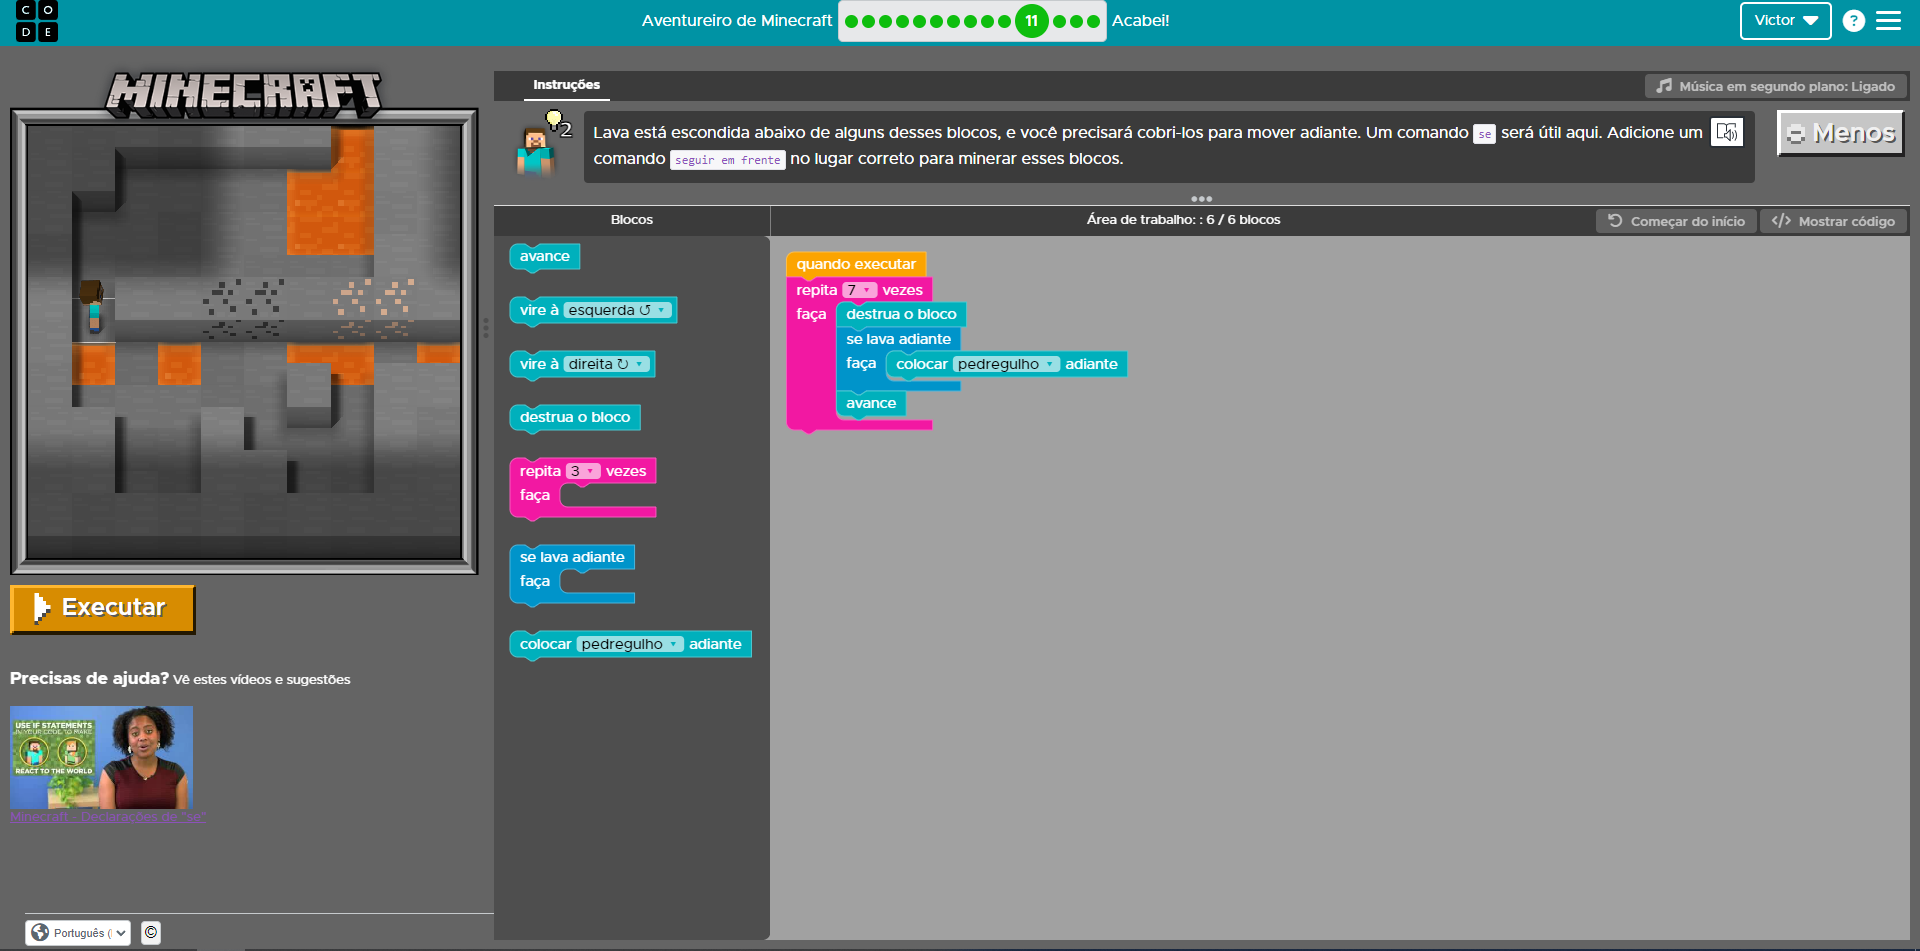 CODE
Aventureiro de Minecraft
11
Acabei!
Victor
?
MINECRAFT
Instruções
Música em segundo plano: Ligado
2
Lava está escondida abaixo de alguns desses blocos, e você precisará cobri-los para mover adiante. Um comando se será útil aqui. Adicione um
comando seguir em frente no lugar correto para minerar esses blocos.
Menos
Blocos
Área de trabalho: : 6 / 6 blocos
Começar do início
</> Mostrar código
avance
vire à esquerda ↺
vire à direita ↻
destrua o bloco
repita 3 vezes
faça
se lava adiante
faça
colocar pedregulho adiante
quando executar
repita 7 vezes
faça
destrua o bloco
se lava adiante
faça
colocar pedregulho adiante
avance
Executar
Precisas de ajuda? Vê estes vídeos e sugestões
USE IF STATEMENTS
IN YOUR CODE TO MAKE
REACT TO THE WORLD
Minecraft - Declarações de "se"
Português (
©